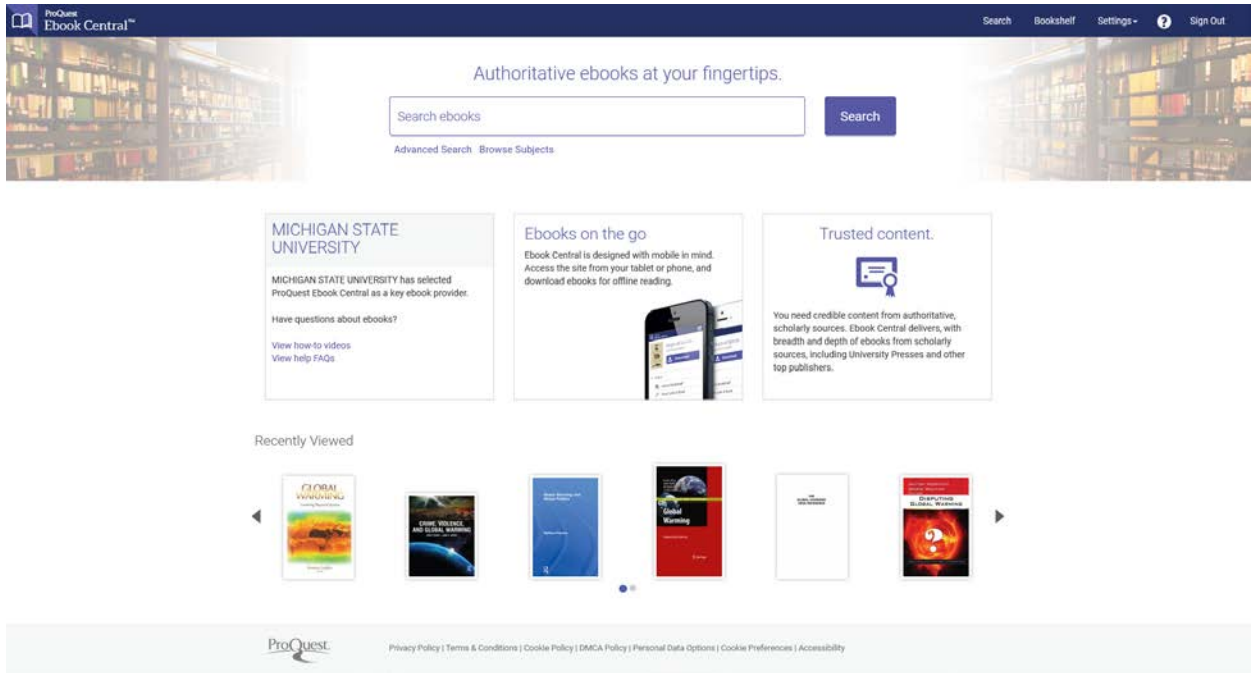 ProQuest
Ebook Central™
Search Bookshelf Settings ? Sign Out
Authoritative ebooks at your fingertips.
Search ebooks
Search
Advanced Search Browse Subjects
MICHIGAN STATE
UNIVERSITY
MICHIGAN STATE UNIVERSITY has selected
ProQuest Ebook Central as a key ebook provider.
Have questions about ebooks?
View how-to videos
View help FAQs
Ebooks on the go
Ebook Central is designed with mobile in mind.
Access the site from your tablet or phone, and
download ebooks for offline reading.
Trusted content.
You need credible content from authoritative,
scholarly sources. Ebook Central delivers, with
breadth and depth of ebooks from scholarly
sources, including University Presses and other
top publishers.
Recently Viewed
GLOBAL
WARMING
CRIME, VIOLENCE,
AND GLOBAL WARMING
Global Warming and
Global
Warming
Springer
DISPUTING
GLOBAL WARMING
?
ProQuest
Privacy Policy | Terms & Conditions | Cookie Policy | DMCA Policy | Personal Data Options | Cookie Preferences | Accessibility